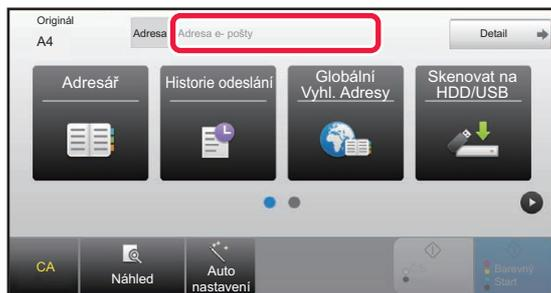 Originál
A4
Adresa
Adresa e- pošty
Detail
Adresář
Historie odeslání
Globální
Vyhl. Adresy
Skenovat na
HDD/USB
CA
Náhled
Auto
nastavení
Barevný
Start